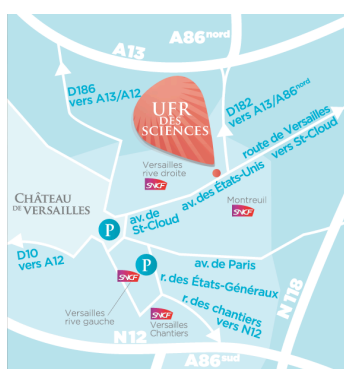 A86nord
A13
D186
vers A13/A12
UFR
DES
SCIENCES
D182
vers A13/A86nord
route de Versailles
vers St-Cloud
Versailles
rive droite
SNCF
av. des États-Unis
Montreuil
SNCF
CHÂTEAU
DE VERSAILLES
av. de
St-Cloud
P
D10
vers A12
SNCF
P
av. de Paris
r. des États-Généraux
r. des chantiers
vers N12
N118
Versailles
rive gauche
SNCF
Versailles
Chantiers
N12
A86sud